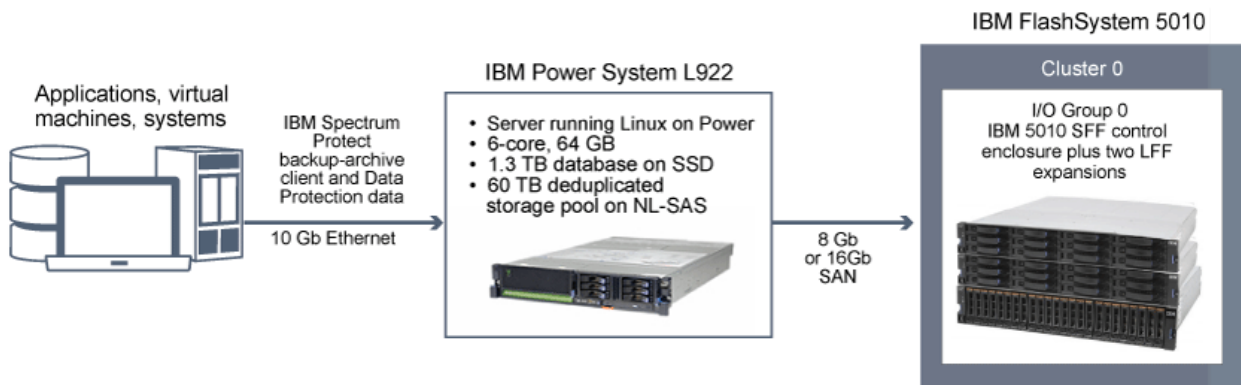 Applications, virtual
machines, systems
IBM Spectrum
Protect
backup-archive
client and Data
Protection data
10 Gb Ethernet
IBM Power System L922
• Server running Linux on Power
• 6-core, 64 GB
• 1.3 TB database on SSD
• 60 TB deduplicated
storage pool on NL-SAS
8 Gb
or 16Gb
SAN
IBM FlashSystem 5010
Cluster 0
I/O Group 0
IBM 5010 SFF control
enclosure plus two LFF
expansions